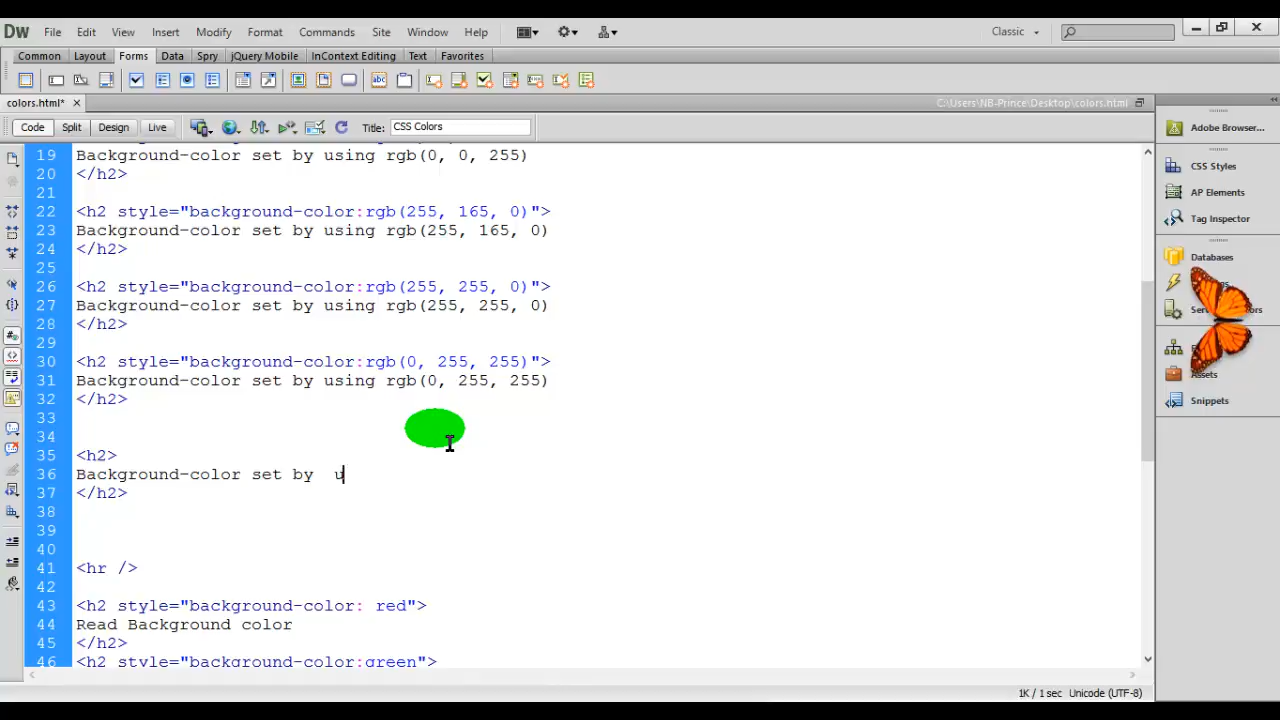 Dw File Edit View Insert Modify Format Commands Site Window Help Classic
Common Layout Forms Data Spry jQuery Mobile InContext Editing Text Favorites
abc
colors.html* C:\Users\NB-Prince\Desktop\colors.html
Code Split Design Live Title: CSS Colors
19 Background-color set by using rgb(0, 0, 255)
20 </h2>
21
22 <h2 style="background-color:rgb(255, 165, 0)">
23 Background-color set by using rgb(255, 165, 0)
24 </h2>
25
26 <h2 style="background-color:rgb(255, 255, 0)">
27 Background-color set by using rgb(255, 255, 0)
28 </h2>
29
30 <h2 style="background-color:rgb(0, 255, 255)">
31 Background-color set by using rgb(0, 255, 255)
32 </h2>
33
34
35 <h2>
36 Background-color set by  u
37 </h2>
38
39
40
41 <hr />
42
43 <h2 style="background-color: red">
44 Read Background color
45 </h2>
46 <h2 style="background-color:green">
Adobe Browser...
CSS Styles
AP Elements
Tag Inspector
Databases
Assets
Snippets
1K / 1 sec Unicode (UTF-8)